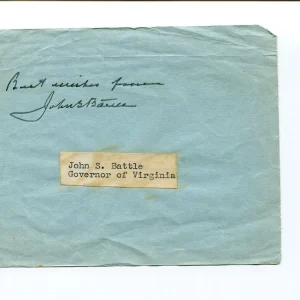 Best wishes from
John S Battle
John S. Battle
Governor of Virginia